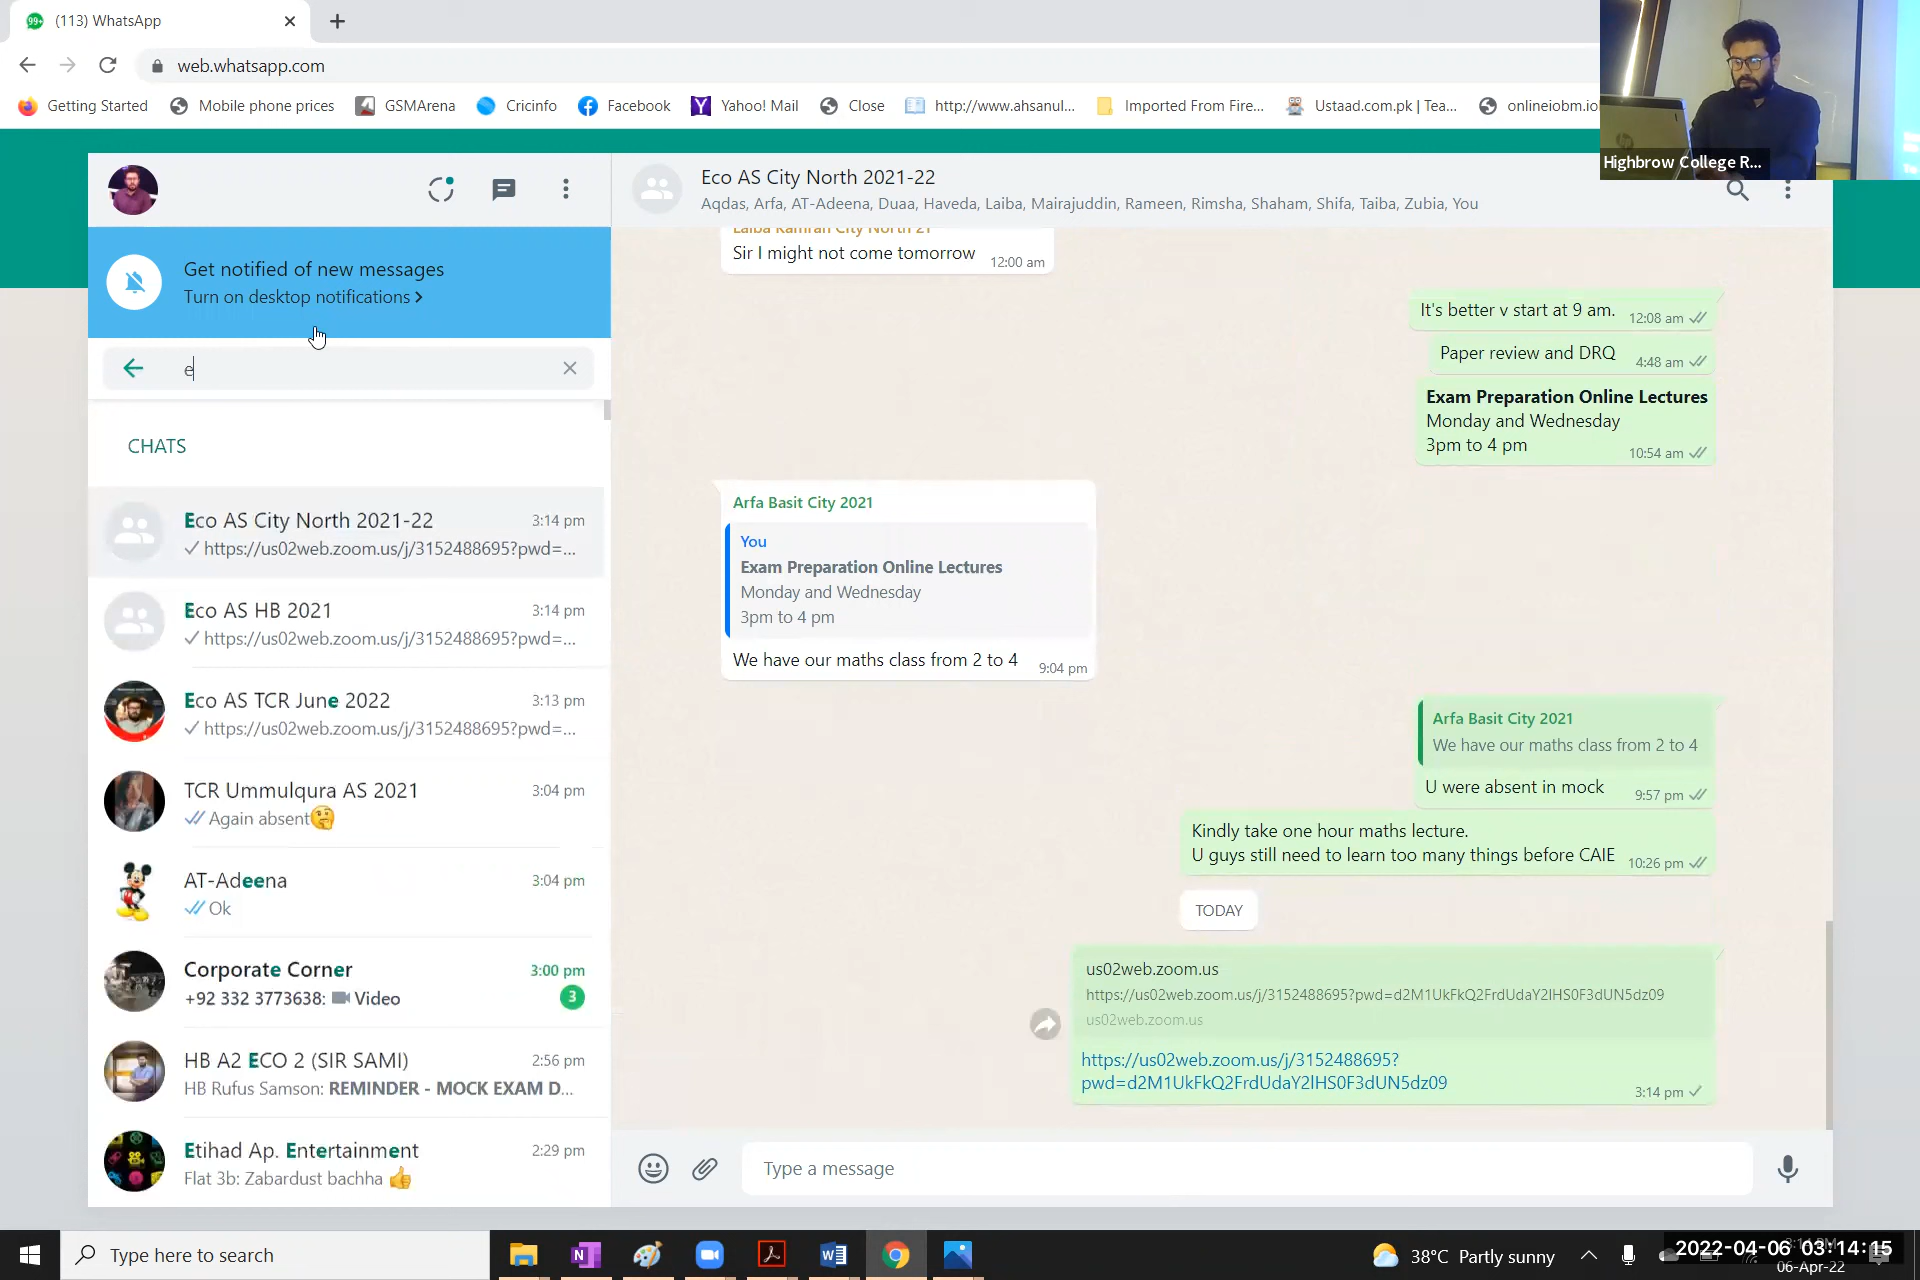 99+ (113) WhatsApp
web.whatsapp.com
Getting Started
Mobile phone prices
GSMArena
Cricinfo
Facebook
Yahoo! Mail
Close
http://www.ahsanul...
Imported From Fire...
Ustaad.com.pk | Tea...
onlineiobm.io
Highbrow College R...
Get notified of new messages
Turn on desktop notifications >
e
CHATS
Eco AS City North 2021-22 3:14 pm
https://us02web.zoom.us/j/3152488695?pwd=...
Eco AS HB 2021 3:14 pm
https://us02web.zoom.us/j/3152488695?pwd=...
Eco AS TCR June 2022 3:13 pm
https://us02web.zoom.us/j/3152488695?pwd=...
TCR Ummulqura AS 2021 3:04 pm
Again absent🤔
AT-Adeena 3:04 pm
Ok
Corporate Corner 3:00 pm
+92 332 3773638: Video 3
HB A2 ECO 2 (SIR SAMI) 2:56 pm
HB Rufus Samson: REMINDER - MOCK EXAM D...
Etihad Ap. Entertainment 2:29 pm
Flat 3b: Zabardust bachha 👍
Eco AS City North 2021-22
Aqdas, Arfa, AT-Adeena, Duaa, Haveda, Laiba, Mairajuddin, Rameen, Rimsha, Shaham, Shifa, Taiba, Zubia, You
Laiba Kamran City North 21
Sir I might not come tomorrow 12:00 am
It's better v start at 9 am. 12:08 am
Paper review and DRQ 4:48 am
Exam Preparation Online Lectures
Monday and Wednesday
3pm to 4 pm 10:54 am
Arfa Basit City 2021
You
Exam Preparation Online Lectures
Monday and Wednesday
3pm to 4 pm
We have our maths class from 2 to 4 9:04 pm
Arfa Basit City 2021
We have our maths class from 2 to 4
U were absent in mock 9:57 pm
Kindly take one hour maths lecture.
U guys still need to learn too many things before CAIE 10:26 pm
TODAY
us02web.zoom.us
https://us02web.zoom.us/j/3152488695?pwd=d2M1UkFkQ2FrdUdaY2lHS0F3dUN5dz09
us02web.zoom.us
https://us02web.zoom.us/j/3152488695?
pwd=d2M1UkFkQ2FrdUdaY2lHS0F3dUN5dz09
3:14 pm
Type a message
Type here to search
38°C Partly sunny
2022-04-06 03:14:15
06-Apr-22